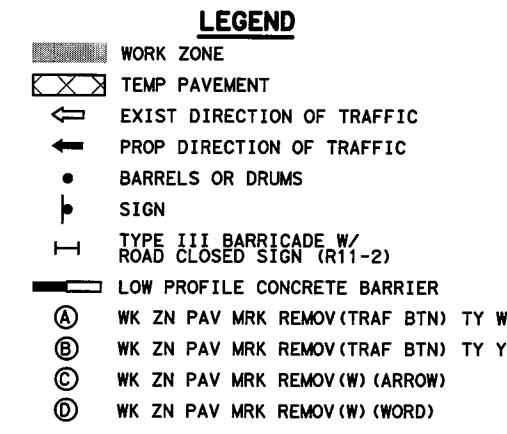 LEGEND
WORK ZONE
TEMP PAVEMENT
EXIST DIRECTION OF TRAFFIC
PROP DIRECTION OF TRAFFIC
BARRELS OR DRUMS
SIGN
TYPE III BARRICADE W/
ROAD CLOSED SIGN (R11-2)
LOW PROFILE CONCRETE BARRIER
A WK ZN PAV MRK REMOV(TRAF BTN) TY W
B WK ZN PAV MRK REMOV(TRAF BTN) TY Y
C WK ZN PAV MRK REMOV(W)(ARROW)
D WK ZN PAV MRK REMOV(W)(WORD)